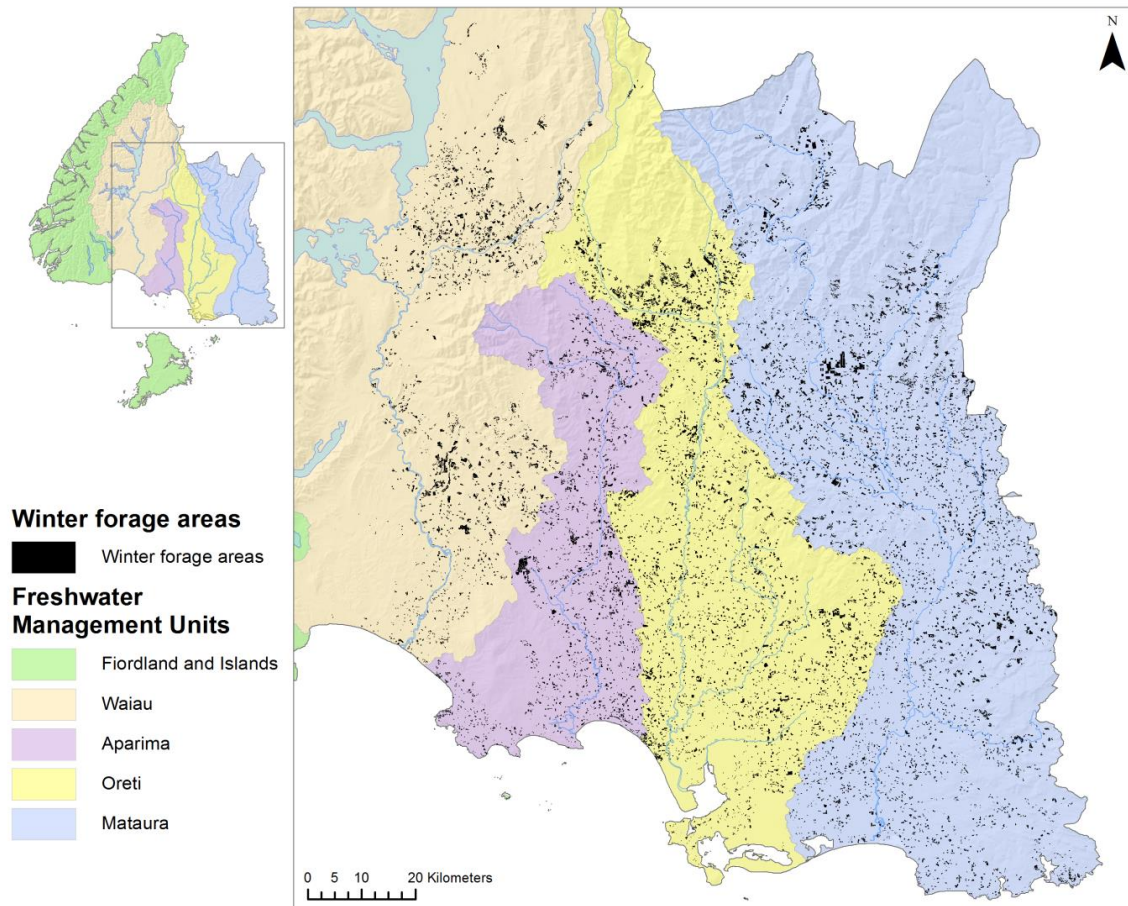 N
Winter forage areas
Winter forage areas
Freshwater
Management Units
Fiordland and Islands
Waiau
Aparima
Oreti
Mataura
0 5 10 20 Kilometers